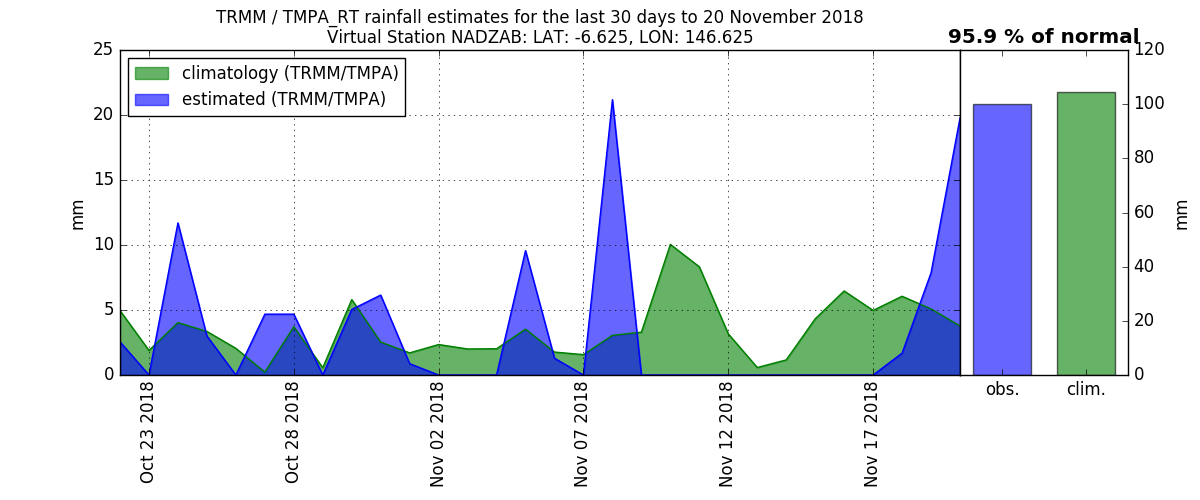 TRMM / TMPA_RT rainfall estimates for the last 30 days to 20 November 2018
Virtual Station NADZAB: LAT: -6.625, LON: 146.625
95.9 % of normal
climatology (TRMM/TMPA)
estimated (TRMM/TMPA)
25
20
15
10
5
0
mm
120
100
80
60
40
20
0
mm
Oct 23 2018
Oct 28 2018
Nov 02 2018
Nov 07 2018
Nov 12 2018
Nov 17 2018
obs.
clim.